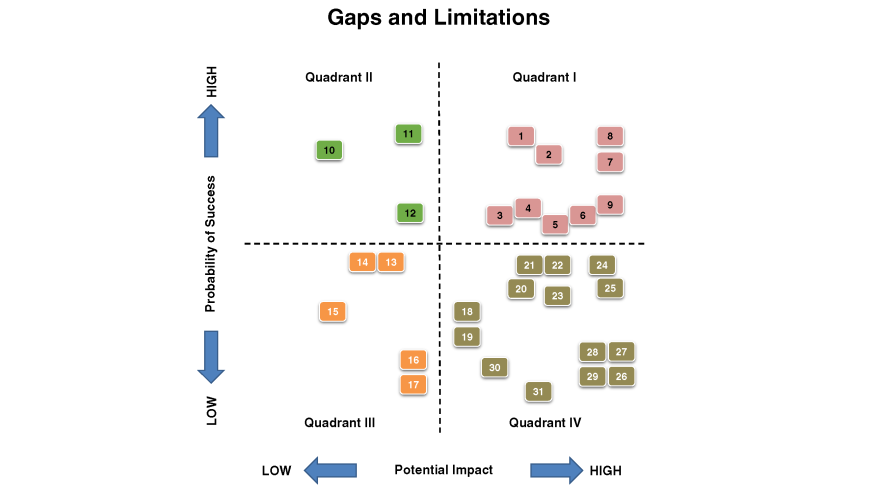 Gaps and Limitations
HIGH
Quadrant II
Quadrant I
11
10
12
1
2
8
7
3
4
5
6
9
Probability of Success
14
13
15
16
17
21
22
24
20
23
25
18
19
30
31
28
27
29
26
LOW
Quadrant III
Quadrant IV
LOW
Potential Impact
HIGH